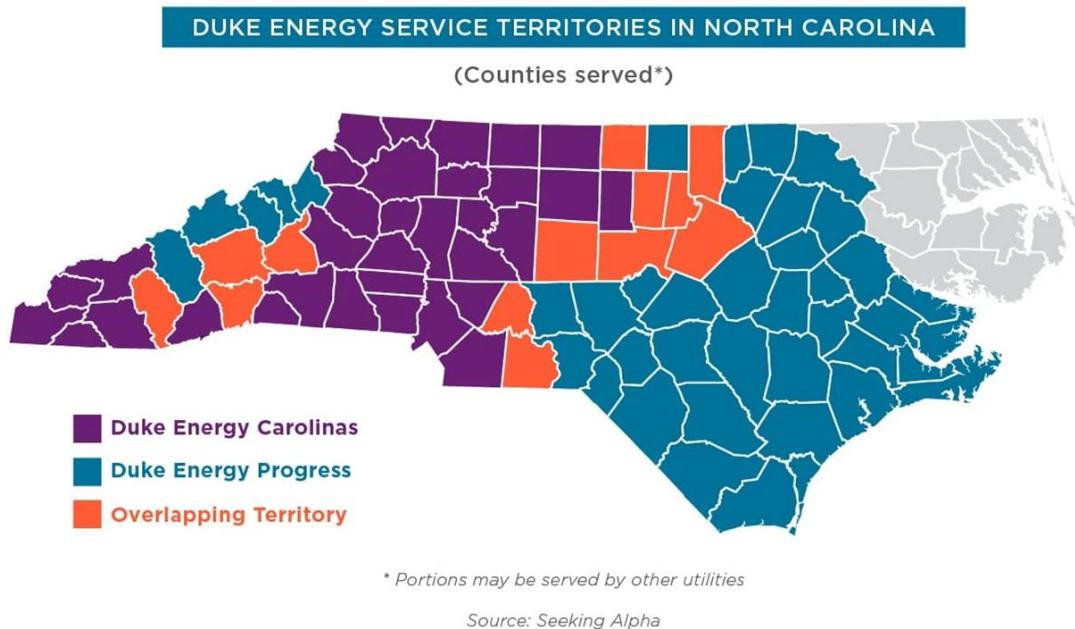 DUKE ENERGY SERVICE TERRITORIES IN NORTH CAROLINA
(Counties served*)
Duke Energy Carolinas
Duke Energy Progress
Overlapping Territory
* Portions may be served by other utilities
Source: Seeking Alpha